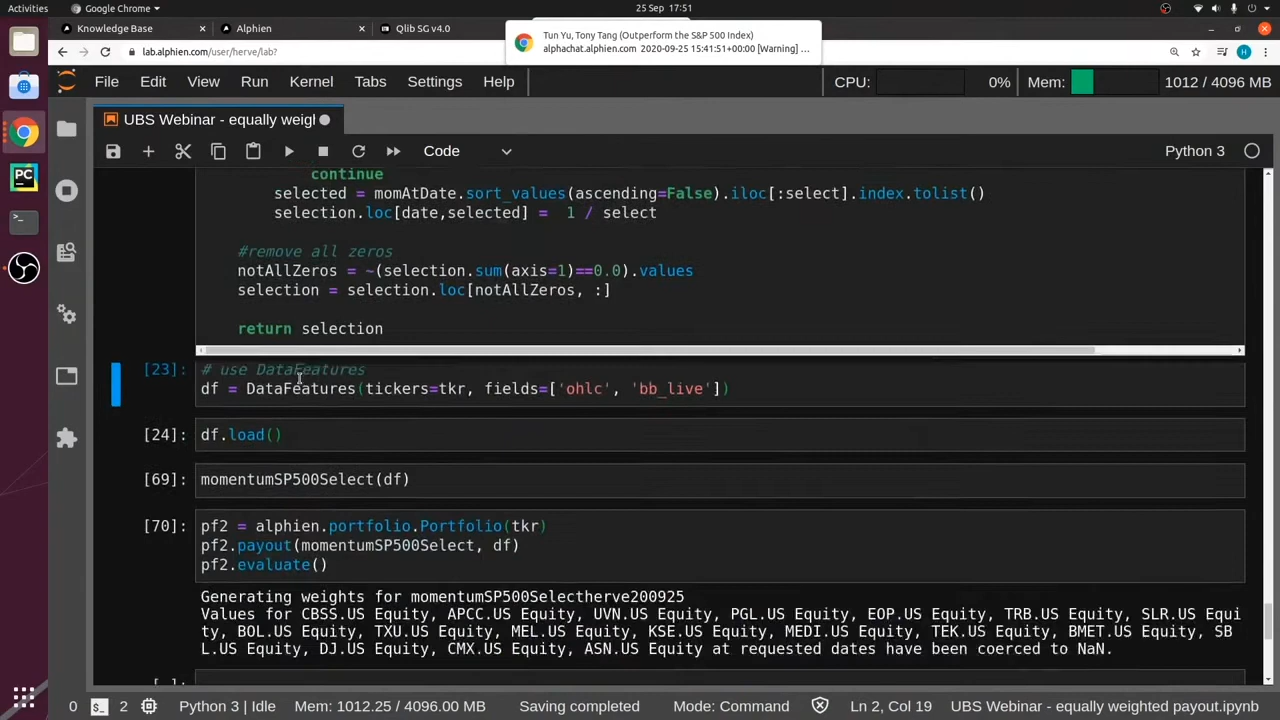 Activities
Google Chrome
25 Sep 17:51
Knowledge Base
Alphien
Qlib SG v4.0
Tun Yu, Tony Tang (Outperform the S&P 500 Index)
alphachat.alphien.com 2020-09-25 15:41:51+00:00 [Warning] ...
lab.alphien.com/user/herve/lab?
File Edit View Run Kernel Tabs Settings Help
CPU: 0% Mem: 1012 / 4096 MB
UBS Webinar - equally weigl
Code
Python 3
continue
selected = momAtDate.sort_values(ascending=False).iloc[:select].index.tolist()
selection.loc[date,selected] = 1 / select
#remove all zeros
notAllZeros = ~(selection.sum(axis=1)==0.0).values
selection = selection.loc[notAllZeros, :]
return selection
[23]: # use DataFeatures
df = DataFeatures(tickers=tkr, fields=['ohlc', 'bb_live'])
[24]: df.load()
[69]: momentumSP500Select(df)
[70]: pf2 = alphien.portfolio.Portfolio(tkr)
pf2.payout(momentumSP500Select, df)
pf2.evaluate()
Generating weights for momentumSP500Selectherve200925
Values for CBSS.US Equity, APCC.US Equity, UVN.US Equity, PGL.US Equity, EOP.US Equity, TRB.US Equity, SLR.US Equi
ty, BOL.US Equity, TXU.US Equity, MEL.US Equity, KSE.US Equity, MEDI.US Equity, TEK.US Equity, BMET.US Equity, SB
L.US Equity, DJ.US Equity, CMX.US Equity, ASN.US Equity at requested dates have been coerced to NaN.
[ ]:
0 2 Python 3 | Idle Mem: 1012.25 / 4096.00 MB Saving completed Mode: Command Ln 2, Col 19 UBS Webinar - equally weighted payout.ipynb